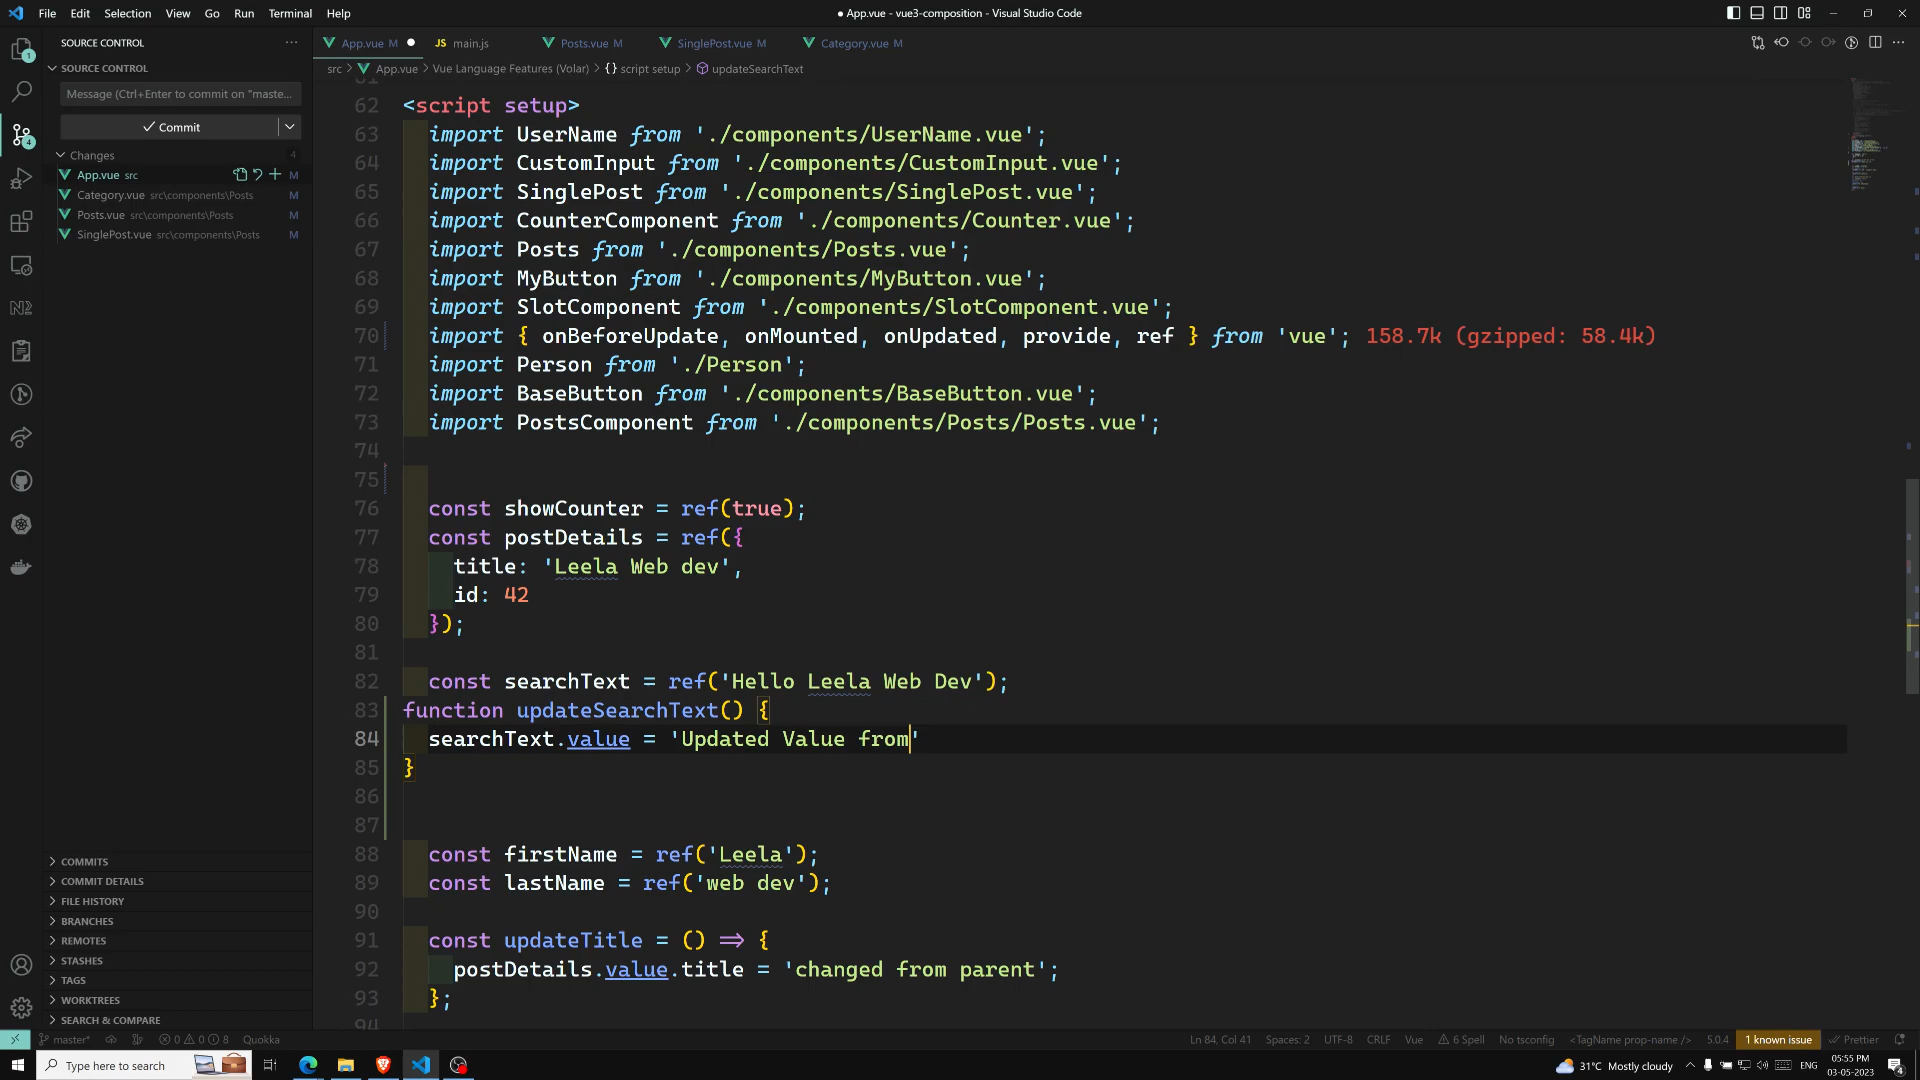 File Edit Selection View Go Run Terminal Help
● App.vue - vue3-composition - Visual Studio Code
SOURCE CONTROL
App.vue M
JS main.js
Posts.vue M
SinglePost.vue M
Category.vue M
SOURCE CONTROL
src > App.vue > Vue Language Features (Volar) > {} script setup > updateSearchText
Message (Ctrl+Enter to commit on "maste...
Commit
Changes 4
App.vue src M
Category.vue src\components\Posts M
Posts.vue src\components\Posts M
SinglePost.vue src\components\Posts M
62 <script setup>
63 import UserName from './components/UserName.vue';
64 import CustomInput from './components/CustomInput.vue';
65 import SinglePost from './components/SinglePost.vue';
66 import CounterComponent from './components/Counter.vue';
67 import Posts from './components/Posts.vue';
68 import MyButton from './components/MyButton.vue';
69 import SlotComponent from './components/SlotComponent.vue';
70 import { onBeforeUpdate, onMounted, onUpdated, provide, ref } from 'vue'; 158.7k (gzipped: 58.4k)
71 import Person from './Person';
72 import BaseButton from './components/BaseButton.vue';
73 import PostsComponent from './components/Posts/Posts.vue';
74
75
76 const showCounter = ref(true);
77 const postDetails = ref({
78 title: 'Leela Web dev',
79 id: 42
80 });
81
82 const searchText = ref('Hello Leela Web Dev');
83 function updateSearchText() {
84 searchText.value = 'Updated Value from'
85 }
86
87
88 const firstName = ref('Leela');
89 const lastName = ref('web dev');
90
91 const updateTitle = () => {
92 postDetails.value.title = 'changed from parent';
93 };
94
COMMITS
COMMIT DETAILS
FILE HISTORY
BRANCHES
REMOTES
STASHES
TAGS
WORKTREES
SEARCH & COMPARE
master* 0 0 8 Quokka
Ln 84, Col 41 Spaces: 2 UTF-8 CRLF Vue 6 Spell No tsconfig <TagName prop-name /> 5.0.4 1 known issue Prettier
Type here to search
31°C Mostly cloudy
ENG
05:55 PM
03-05-2023
4